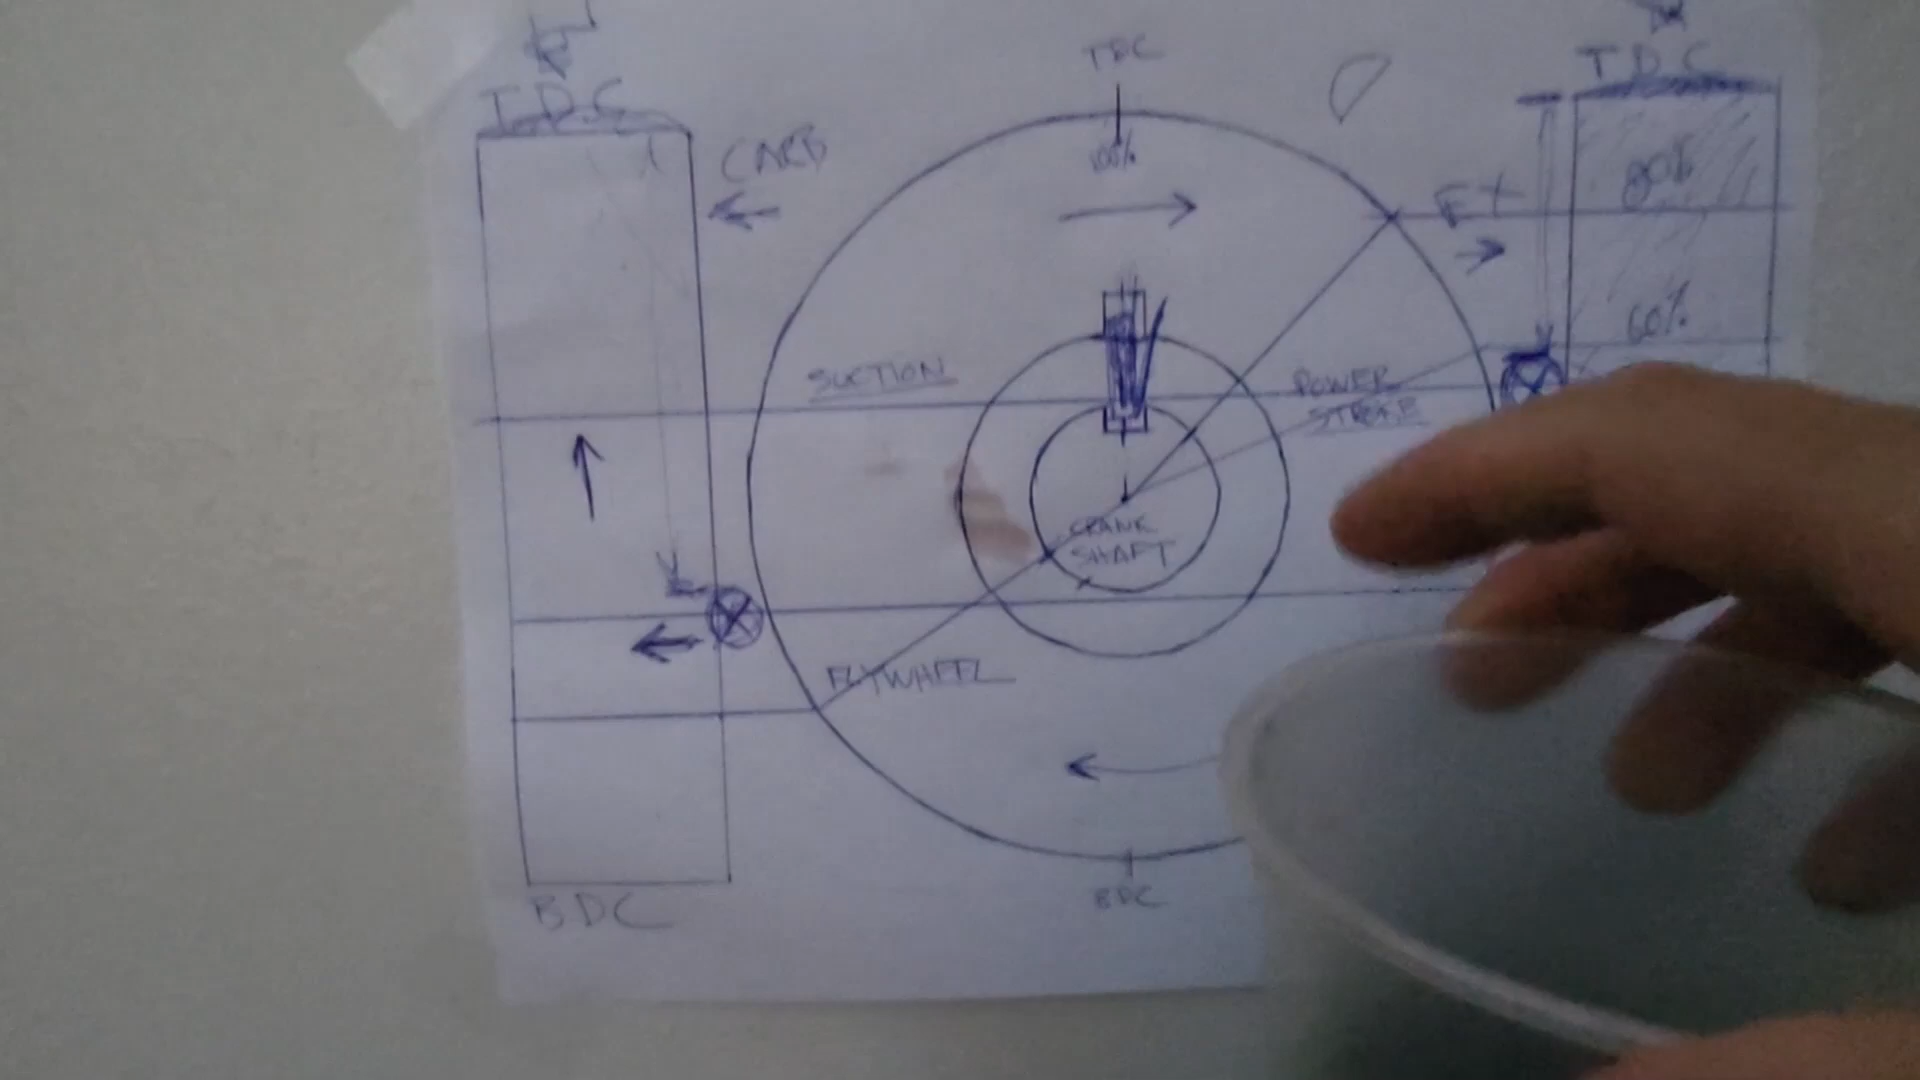 TDC
CARB
TDC
100%
EX
TDC
80%
60%
SUCTION
POWER
STROKE
CRANK
SHAFT
FLYWHEEL
BDC
BDC